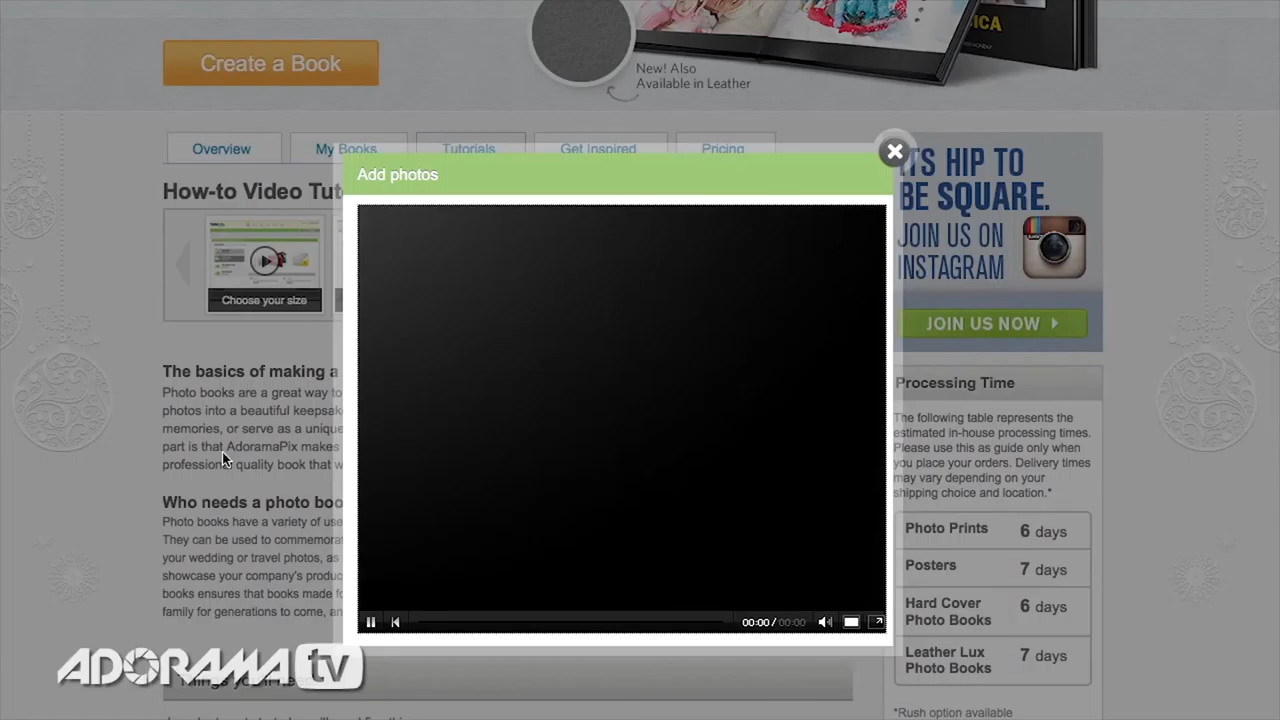 ICA
Create a Book
New! Also
Available in Leather
Overview
My Books
Tutorials
Get Inspired
Pricing
Add photos
ITS HIP TO
BE SQUARE.
JOIN US ON
INSTAGRAM
JOIN US NOW
How-to Video Tut
Choose your size
The basics of making a
Photo books are a great way to
photos into a beautiful keepsak
memories, or serve as a unique
part is that AdoramaPix makes
professional quality book that w
Who needs a photo boo
Photo books have a variety of use
They can be used to commemorat
your wedding or travel photos, as
showcase your company's produc
books ensures that books made fo
family for generations to come, an
00:00 / 00:00
Processing Time
The following table represents the
estimated in-house processing times.
Please use this as guide only when
you place your orders. Delivery times
may vary depending on your
shipping choice and location.*
Photo Prints 6 days
Posters 7 days
Hard Cover
Photo Books 6 days
Leather Lux
Photo Books 7 days
*Rush option available
ADORAMA tv